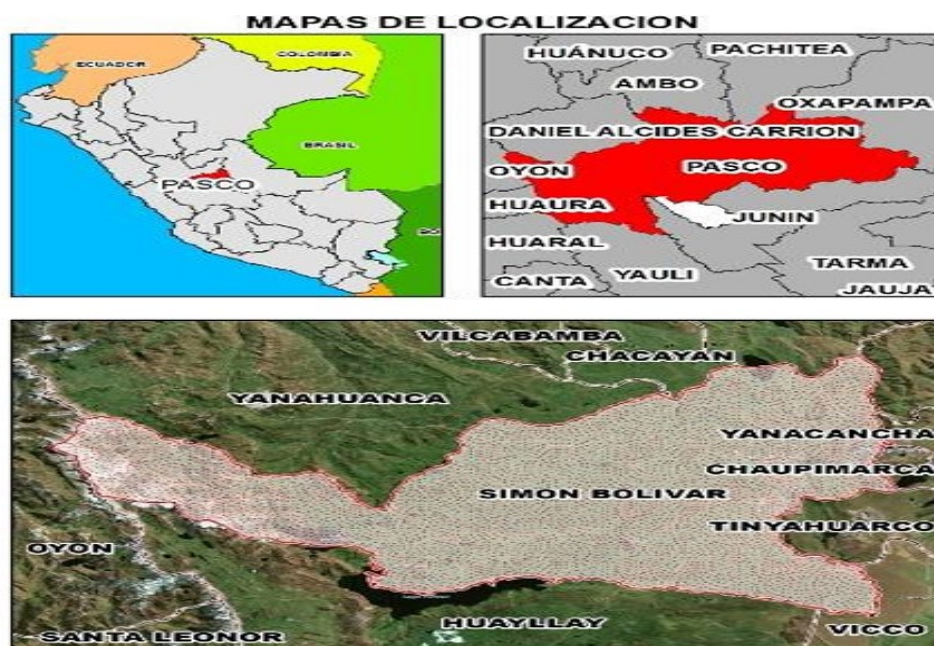 MAPAS DE LOCALIZACION
ECUADOR
COLOMBIA
BRASIL
PASCO
BO
HUÁNUCO
PACHITEA
AMBO
OXAPAMPA
DANIEL ALCIDES CARRION
OYON
PASCO
HUAURA
JUNIN
HUARAL
CANTA
YAULI
TARMA
JAUJA
VILCABAMBA
CHACAYAN
YANAHUANCA
YANACANCHA
CHAUPIMARCA
SIMON BOLIVAR
TINYAHUARCO
OYON
SANTA LEONOR
HUAYLLAY
VICCO